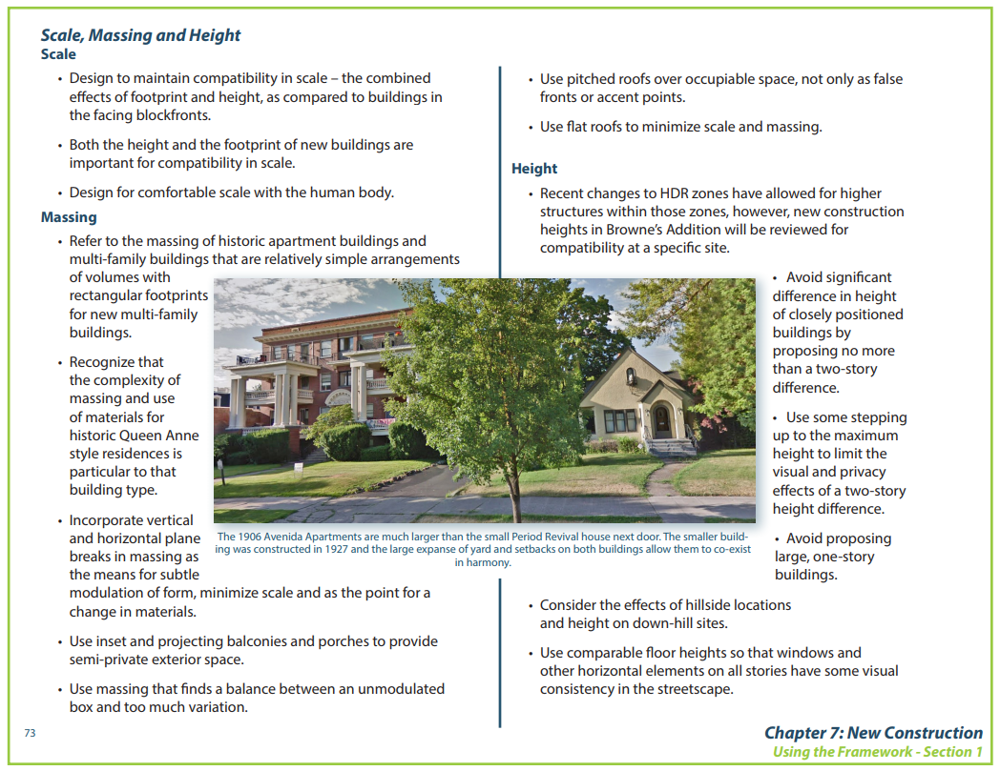 Scale, Massing and Height
Scale
• Design to maintain compatibility in scale – the combined
effects of footprint and height, as compared to buildings in
the facing blockfronts.
• Both the height and the footprint of new buildings are
important for compatibility in scale.
• Design for comfortable scale with the human body.
Massing
• Refer to the massing of historic apartment buildings and
multi-family buildings that are relatively simple arrangements
of volumes with
rectangular footprints
for new multi-family
buildings.
• Recognize that
the complexity of
massing and use
of materials for
historic Queen Anne
style residences is
particular to that
building type.
• Incorporate vertical
and horizontal plane
breaks in massing as
the means for subtle
modulation of form, minimize scale and as the point for a
change in materials.
• Use inset and projecting balconies and porches to provide
semi-private exterior space.
• Use massing that finds a balance between an unmodulated
box and too much variation.
• Use pitched roofs over occupiable space, not only as false
fronts or accent points.
• Use flat roofs to minimize scale and massing.
Height
• Recent changes to HDR zones have allowed for higher
structures within those zones, however, new construction
heights in Browne's Addition will be reviewed for
compatibility at a specific site.
• Avoid significant
difference in height
of closely positioned
buildings by
proposing no more
than a two-story
difference.
• Use some stepping
up to the maximum
height to limit the
visual and privacy
effects of a two-story
height difference.
• Avoid proposing
large, one-story
buildings.
• Consider the effects of hillside locations
and height on down-hill sites.
• Use comparable floor heights so that windows and
other horizontal elements on all stories have some visual
consistency in the streetscape.
The 1906 Avenida Apartments are much larger than the small Period Revival house next door. The smaller build-
ing was constructed in 1927 and the large expanse of yard and setbacks on both buildings allow them to co-exist
in harmony.
73
Chapter 7: New Construction
Using the Framework - Section 1